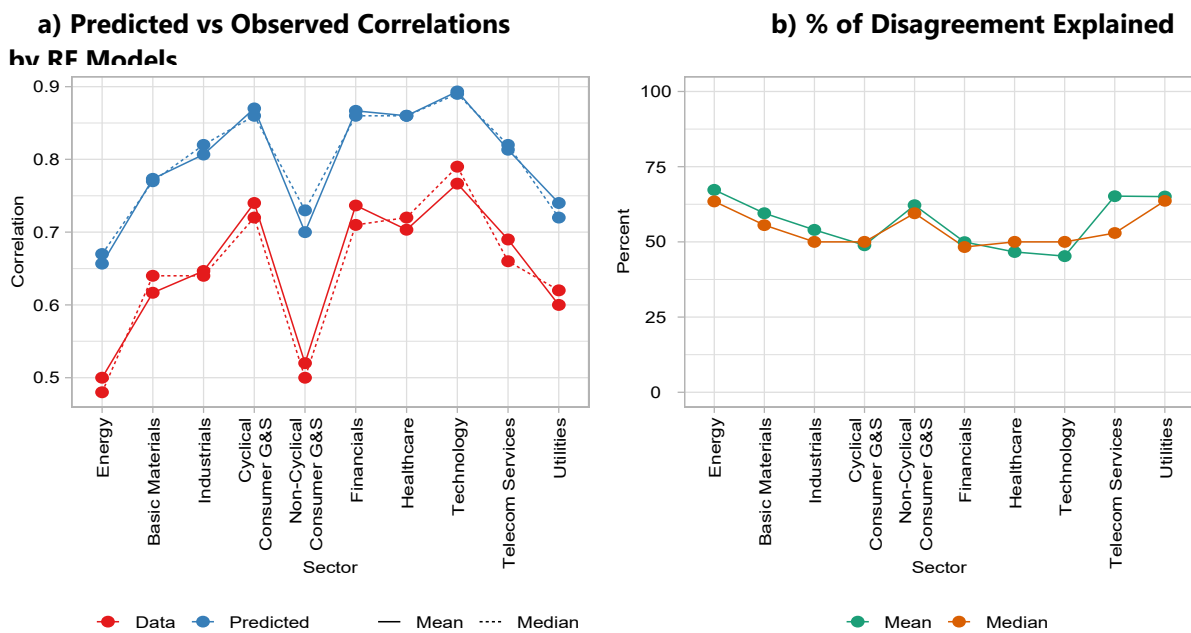 a) Predicted vs Observed Correlations
by RF Models
0.9
0.8
0.7
0.6
0.5
Correlation
Energy
Basic Materials
Industrials
Cyclical
Consumer G&S
Non-Cyclical
Consumer G&S
Financials
Healthcare
Technology
Telecom Services
Utilities
Sector
Data
Predicted
Mean
Median
b) % of Disagreement Explained
100
75
50
25
0
Percent
Energy
Basic Materials
Industrials
Cyclical
Consumer G&S
Non-Cyclical
Consumer G&S
Financials
Healthcare
Technology
Telecom Services
Utilities
Sector
Mean
Median